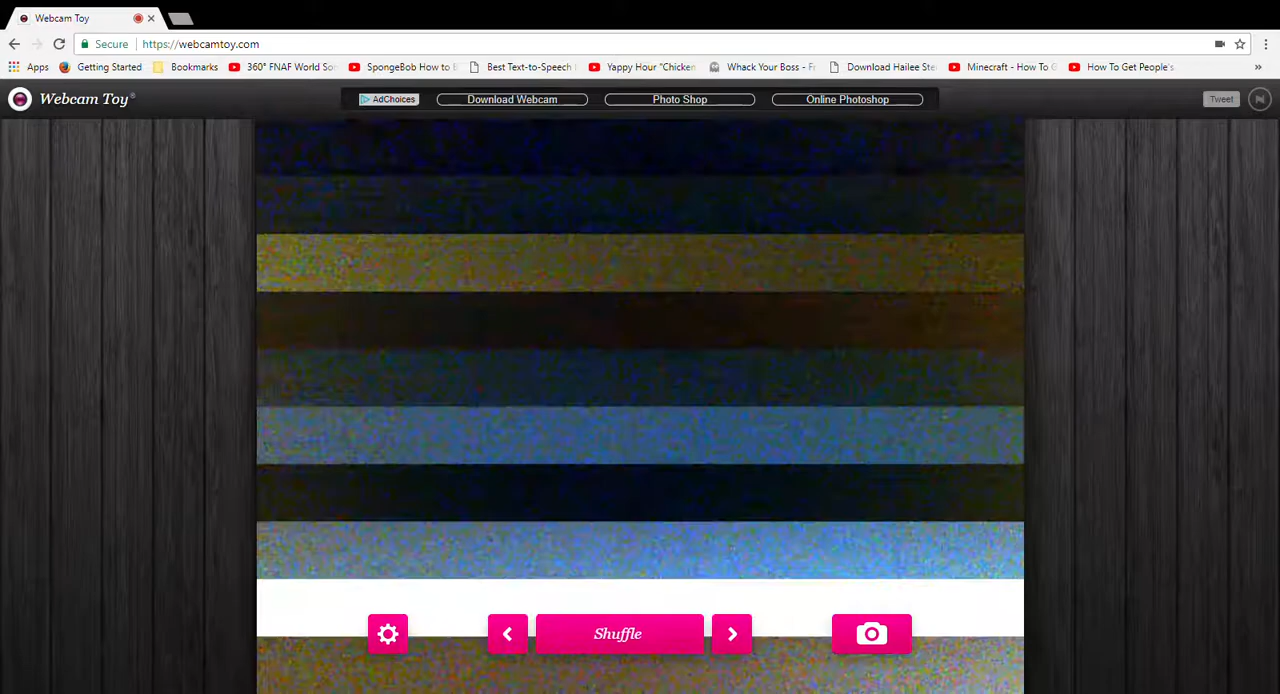 Webcam Toy
Secure https://webcamtoy.com
Apps Getting Started Bookmarks 360° FNAF World So SpongeBob How to B Best Text-to-Speech Yappy Hour "Chicken Whack Your Boss - Fr Download Hailee Ste Minecraft - How To G How To Get People's
Webcam Toy® AdChoices Download Webcam Photo Shop Online Photoshop Tweet
Shuffle